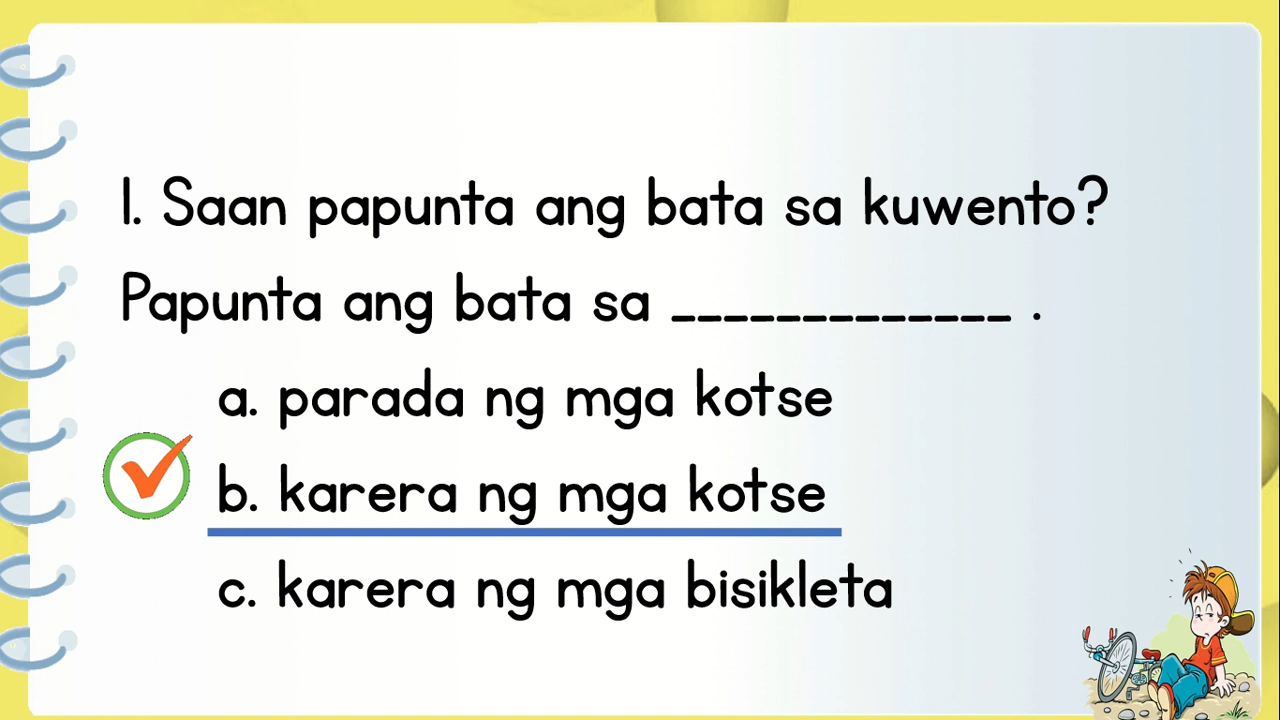 1. Saan papunta ang bata sa kuwento?
Papunta ang bata sa _____________ .
a. parada ng mga kotse
b. karera ng mga kotse
c. karera ng mga bisikleta